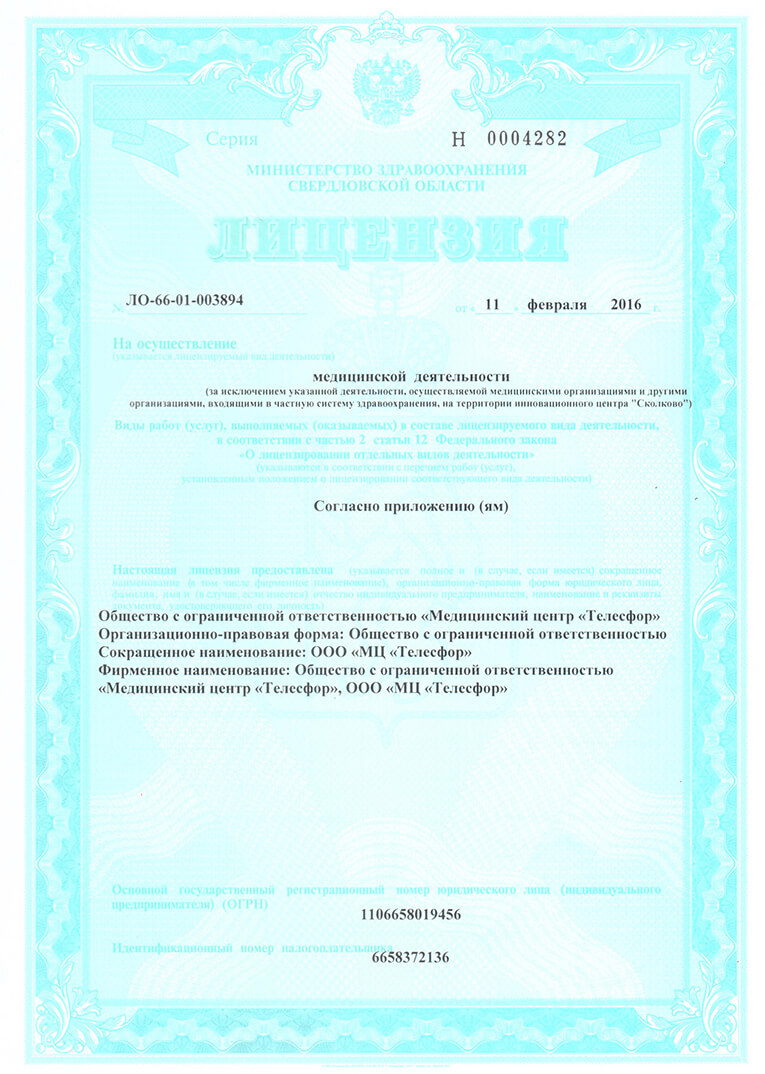 Серия Н 0004282
МИНИСТЕРСТВО ЗДРАВООХРАНЕНИЯ
СВЕРДЛОВСКОЙ ОБЛАСТИ
ЛИЦЕНЗИЯ
№ ЛО-66-01-003894 от « 11 » февраля 2016 г.
На осуществление
(указывается лицензируемый вид деятельности)
медицинской деятельности
(за исключением указанной деятельности, осуществляемой медицинскими организациями и другими
организациями, входящими в частную систему здравоохранения, на территории инновационного центра "Сколково")
Виды работ (услуг), выполняемых (оказываемых) в составе лицензируемого вида деятельности,
в соответствии с частью 2 статьи 12 Федерального закона
«О лицензировании отдельных видов деятельности»
(указываются в соответствии с перечнем работ (услуг),
установленным положением о лицензировании соответствующего вида деятельности)
Согласно приложению (ям)
Настоящая лицензия предоставлена (указывается полное и (в случае, если имеется) сокращенное
наименование (в том числе фирменное наименование), организационно-правовая форма юридического лица,
фамилия, имя и (в случае, если имеется) отчество индивидуального предпринимателя, наименование и реквизиты
документа, удостоверяющего его личность)
Общество с ограниченной ответственностью «Медицинский центр «Телесфор»
Организационно-правовая форма: Общество с ограниченной ответственностью
Сокращенное наименование: ООО «МЦ «Телесфор»
Фирменное наименование: Общество с ограниченной ответственностью
«Медицинский центр «Телесфор», ООО «МЦ «Телесфор»
Основной государственный регистрационный номер юридического лица (индивидуального
предпринимателя) (ОГРН)
1106658019456
Идентификационный номер налогоплательщика
6658372136